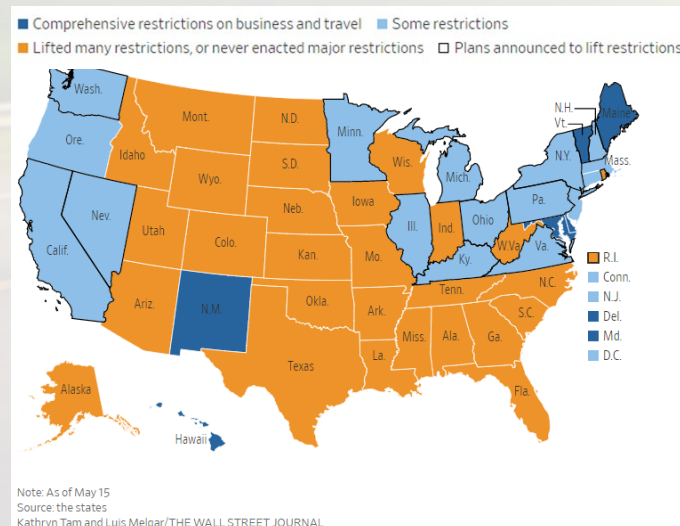 Comprehensive restrictions on business and travel Some restrictions
Lifted many restrictions, or never enacted major restrictions Plans announced to lift restrictions
Wash.
Mont.
N.D.
Minn.
N.H.
Vt.
Maine
Ore.
Idaho
S.D.
Wis.
Mich.
N.Y.
Mass.
Wyo.
Nev.
Neb.
Iowa
Pa.
Utah
Colo.
Ill.
Ind.
Ohio
Calif.
Kan.
Mo.
W.Va.
Va.
Ky.
R.I.
Conn.
N.J.
Del.
Md.
D.C.
Ariz.
N.M.
Okla.
Ark.
Tenn.
N.C.
S.C.
Texas
La.
Miss.
Ala.
Ga.
Fla.
Alaska
Hawaii
Note: As of May 15
Source: the states
Kathryn Tam and Luis Melgar/THE WALL STREET JOURNAL